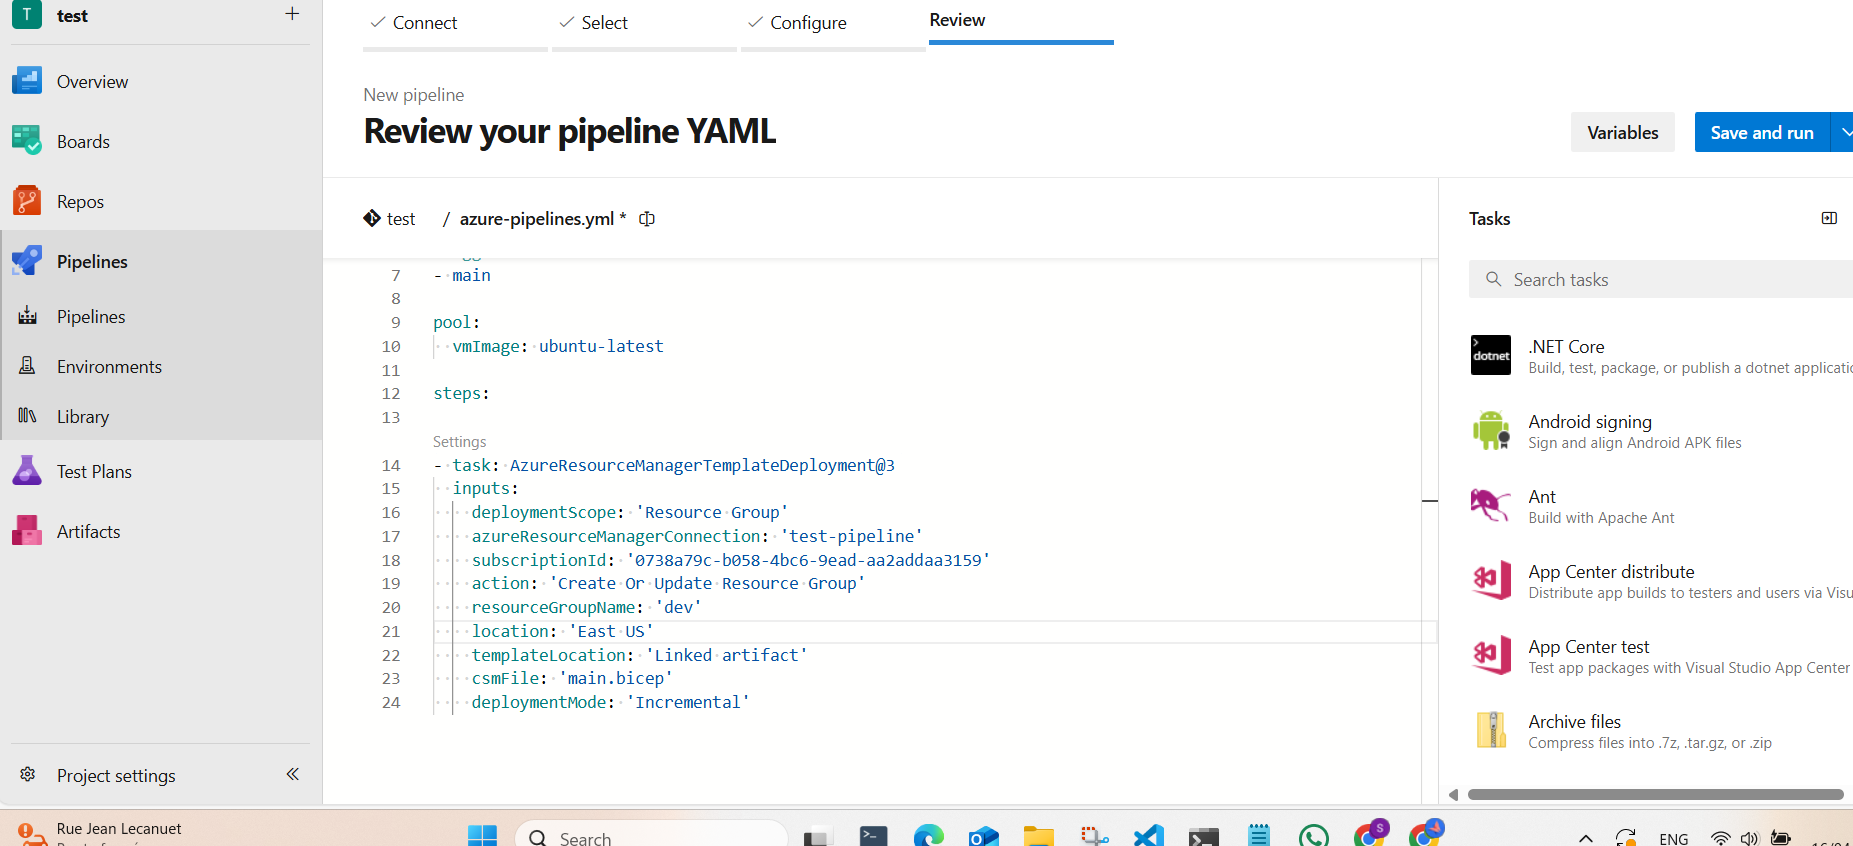 T test +
Overview
Boards
Repos
Pipelines
Pipelines
Environments
Library
Test Plans
Artifacts
Project settings
Connect
Select
Configure
Review
New pipeline
Review your pipeline YAML
Variables
Save and run
test / azure-pipelines.yml *
7 - main
8
9 pool:
10 vmImage: ubuntu-latest
11
12 steps:
13
Settings
14 - task: AzureResourceManagerTemplateDeployment@3
15 inputs:
16 deploymentScope: 'Resource Group'
17 azureResourceManagerConnection: 'test-pipeline'
18 subscriptionId: '0738a79c-b058-4bc6-9ead-aa2addaa3159'
19 action: 'Create Or Update Resource Group'
20 resourceGroupName: 'dev'
21 location: 'East US'
22 templateLocation: 'Linked artifact'
23 csmFile: 'main.bicep'
24 deploymentMode: 'Incremental'
Tasks
Search tasks
dotnet
.NET Core
Build, test, package, or publish a dotnet applicatic
Android signing
Sign and align Android APK files
Ant
Build with Apache Ant
App Center distribute
Distribute app builds to testers and users via Visu
App Center test
Test app packages with Visual Studio App Center
Archive files
Compress files into .7z, .tar.gz, or .zip
Rue Jean Lecanuet
Search
S
ENG